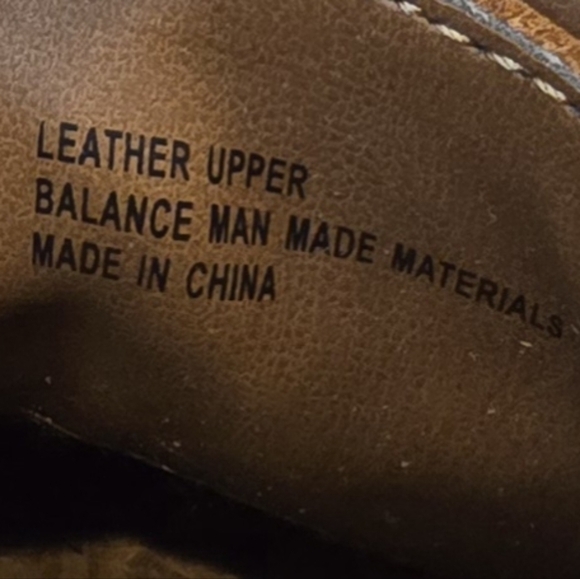 LEATHER UPPER
BALANCE MAN MADE MATERIALS
MADE IN CHINA